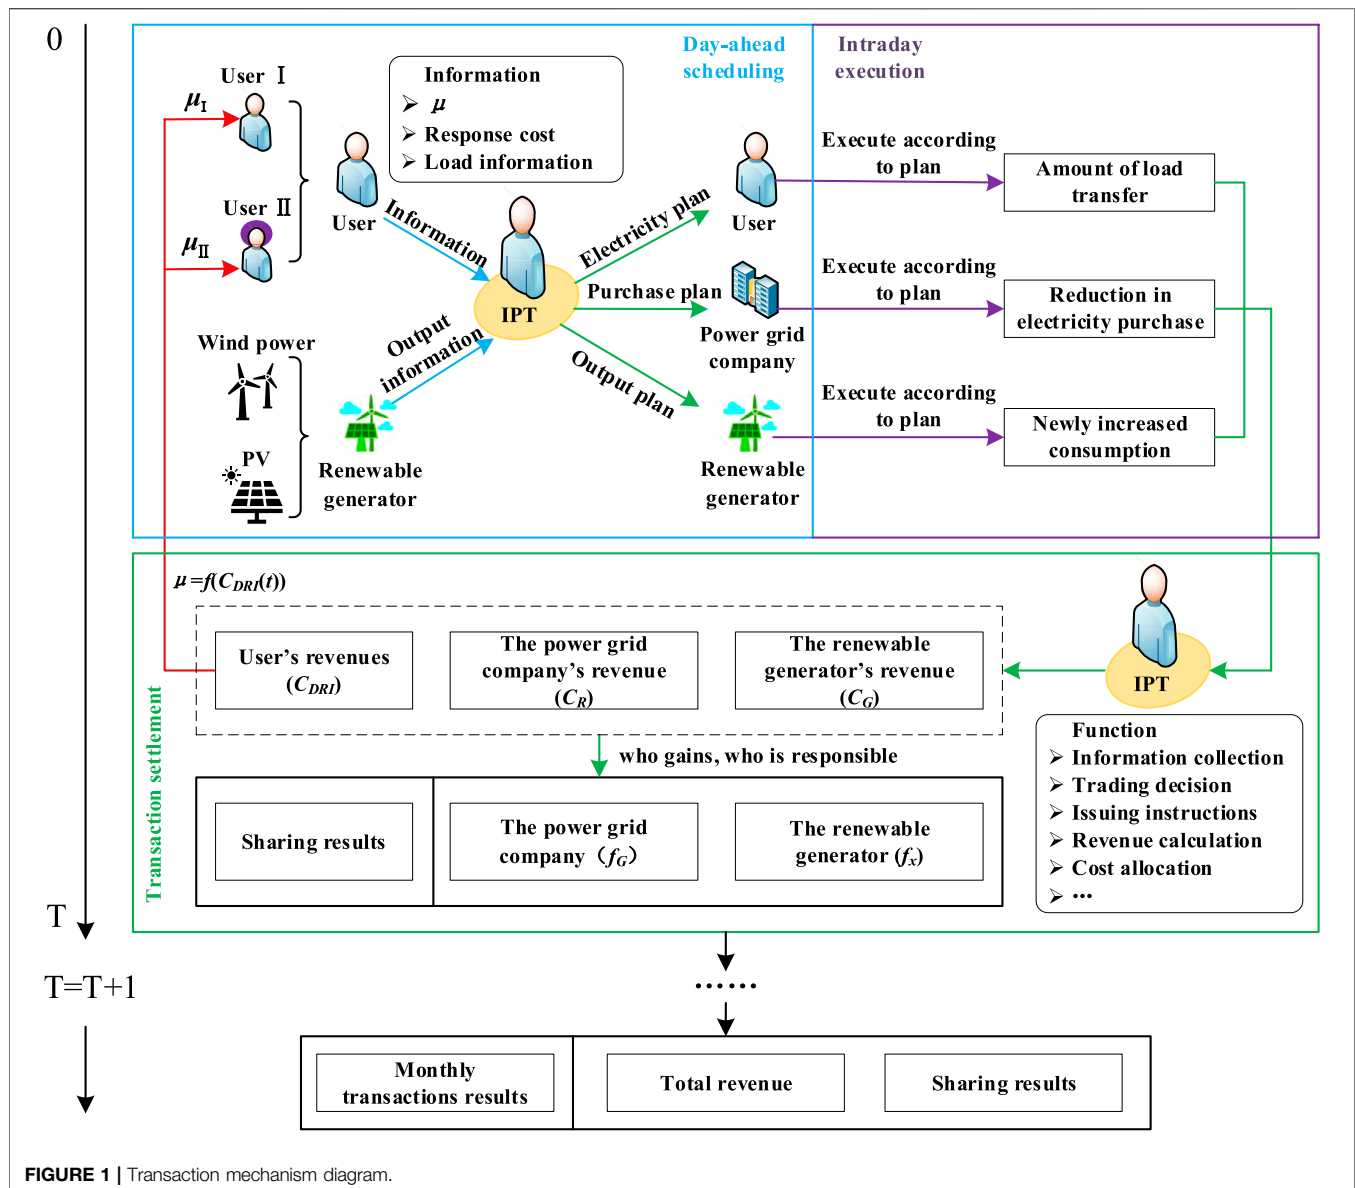 0
Day-ahead
scheduling
Intraday
execution
User Ⅰ
μI
User Ⅱ
μII
Information
➢ μ
➢ Response cost
➢ Load information
User
Information
IPT
Wind power
PV
Output
information
Renewable
generator
Electricity plan
Purchase plan
Output plan
User
Power grid
company
Renewable
generator
Execute according
to plan
Amount of load
transfer
Execute according
to plan
Reduction in
electricity purchase
Execute according
to plan
Newly increased
consumption
μ=f(CDRI(t))
User's revenues
(CDRI)
The power grid
company's revenue
(CR)
The renewable
generator's revenue
(CG)
IPT
Transaction settlement
who gains, who is responsible
Sharing results
The power grid
company（fG）
The renewable
generator (fx)
Function
➢ Information collection
➢ Trading decision
➢ Issuing instructions
➢ Revenue calculation
➢ Cost allocation
➢ ···
T
T=T+1
······
Monthly
transactions results
Total revenue
Sharing results
FIGURE 1 | Transaction mechanism diagram.